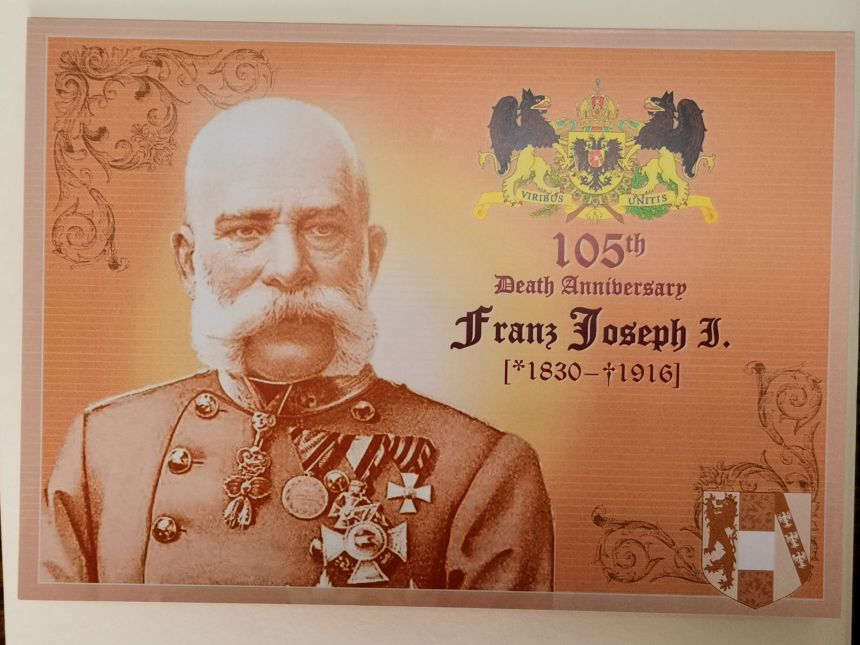 VIRIBUS UNITIS
105th
Death Anniversary
Franz Joseph I.
[*1830–†1916]